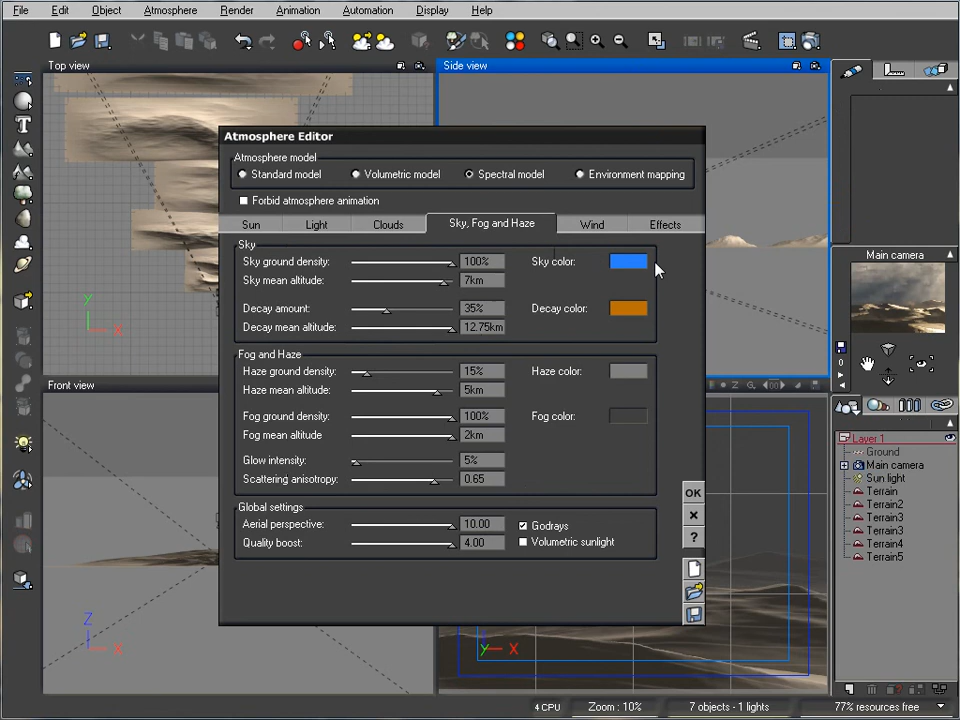 File Edit Object Atmosphere Render Animation Automation Display Help
Top view
Side view
Atmosphere Editor
Atmosphere model
Standard model Volumetric model Spectral model Environment mapping
Forbid atmosphere animation
Sun Light Clouds Sky, Fog and Haze Wind Effects
Sky
Sky ground density: 100% Sky color:
Sky mean altitude: 7km
Decay amount: 35% Decay color:
Decay mean altitude: 12.75km
Fog and Haze
Haze ground density: 15% Haze color:
Haze mean altitude: 5km
Fog ground density: 100% Fog color:
Fog mean altitude 2km
Glow intensity: 5%
Scattering anisotropy: 0.65
Global settings
Aerial perspective: 10.00 Godrays
Quality boost: 4.00 Volumetric sunlight
OK
?
Y
X
Front view
Z
X
y X
Main camera
0
Layer 1
Ground
Main camera
Sun light
Terrain
Terrain2
Terrain3
Terrain3
Terrain4
Terrain5
4 CPU Zoom : 10% 7 objects - 1 lights 77% resources free